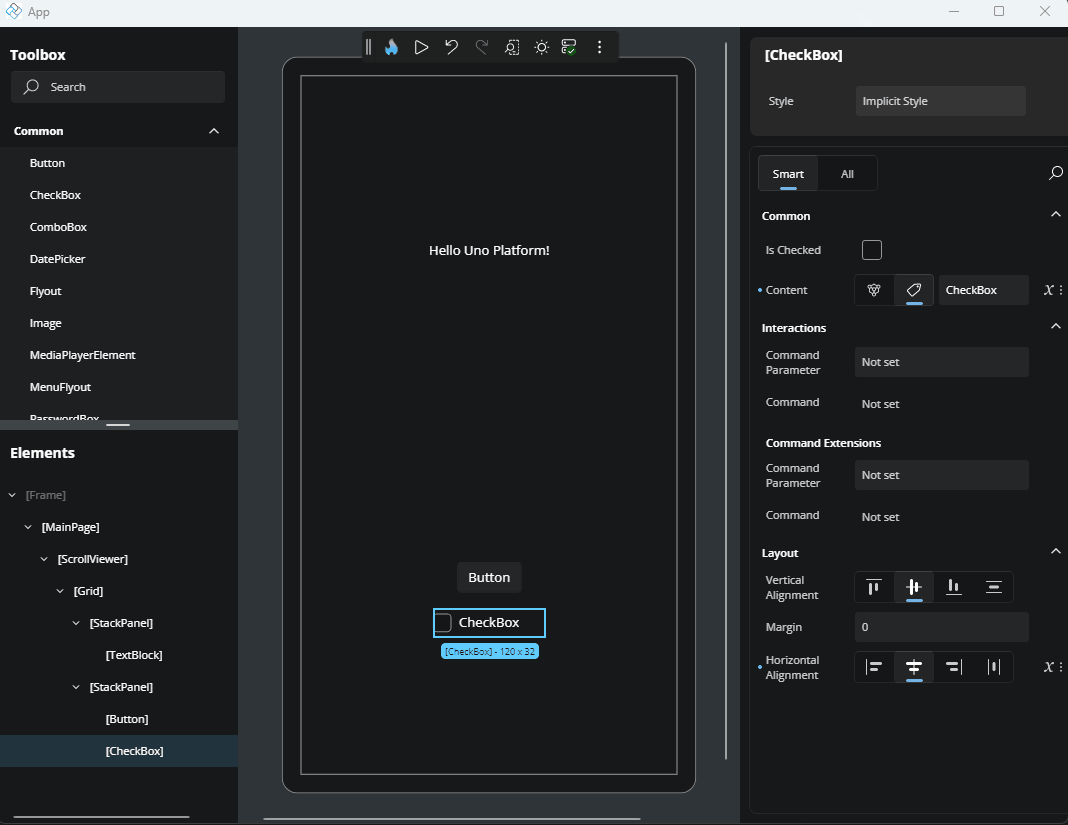 App
Toolbox
Search
Common
Button
CheckBox
ComboBox
DatePicker
Flyout
Image
MediaPlayerElement
MenuFlyout
PasswordBox
Elements
[Frame]
[MainPage]
[ScrollViewer]
[Grid]
[StackPanel]
[TextBlock]
[StackPanel]
[Button]
[CheckBox]
Hello Uno Platform!
Button
CheckBox
[CheckBox] - 120 x 32
[CheckBox]
Style
Implicit Style
Smart
All
Common
Is Checked
Content
CheckBox
X
Interactions
Command
Parameter
Not set
Command
Not set
Command Extensions
Command
Parameter
Not set
Command
Not set
Layout
Vertical
Alignment
Margin
0
Horizontal
Alignment
X